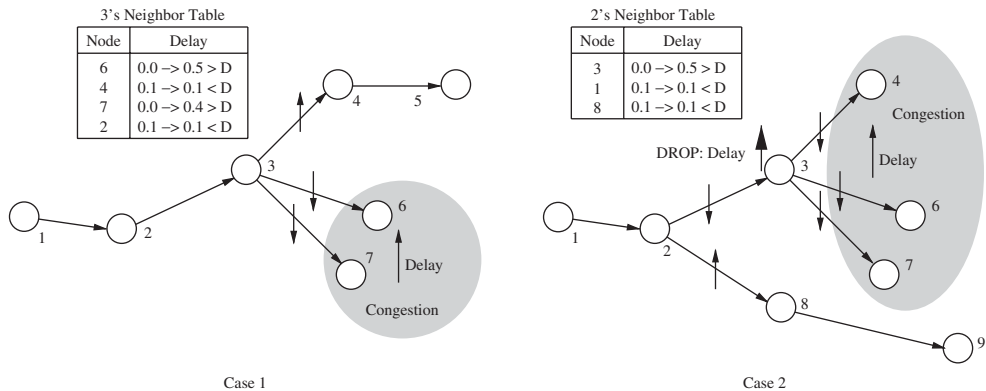 3's Neighbor Table
Node Delay
6 0.0 –> 0.5 > D
4 0.1 –> 0.1 < D
7 0.0 –> 0.4 > D
2 0.1 –> 0.1 < D
4
5
3
6
1
2
7
Delay
Congestion
Case 1
2's Neighbor Table
Node Delay
3 0.0 –> 0.5 > D
1 0.1 –> 0.1 < D
8 0.1 –> 0.1 < D
4
Congestion
DROP: Delay
3
Delay
6
1
2
7
8
9
Case 2